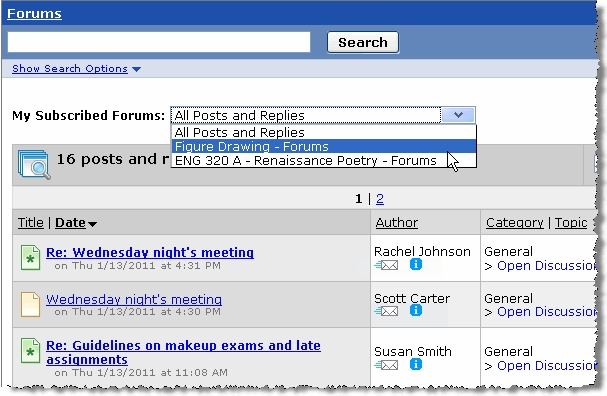 Forums
Search
Show Search Options
My Subscribed Forums: All Posts and Replies
All Posts and Replies
Figure Drawing - Forums
ENG 320 A - Renaissance Poetry - Forums
16 posts and
1 | 2
Title | Date Author Category | Topic
Re: Wednesday night's meeting
on Thu 1/13/2011 at 4:31 PM
Rachel Johnson
General
> Open Discussion
Wednesday night's meeting
on Thu 1/13/2011 at 4:30 PM
Scott Carter
General
> Open Discussion
Re: Guidelines on makeup exams and late
assignments
on Thu 1/13/2011 at 11:08 AM
Susan Smith
General
> Open Discussion